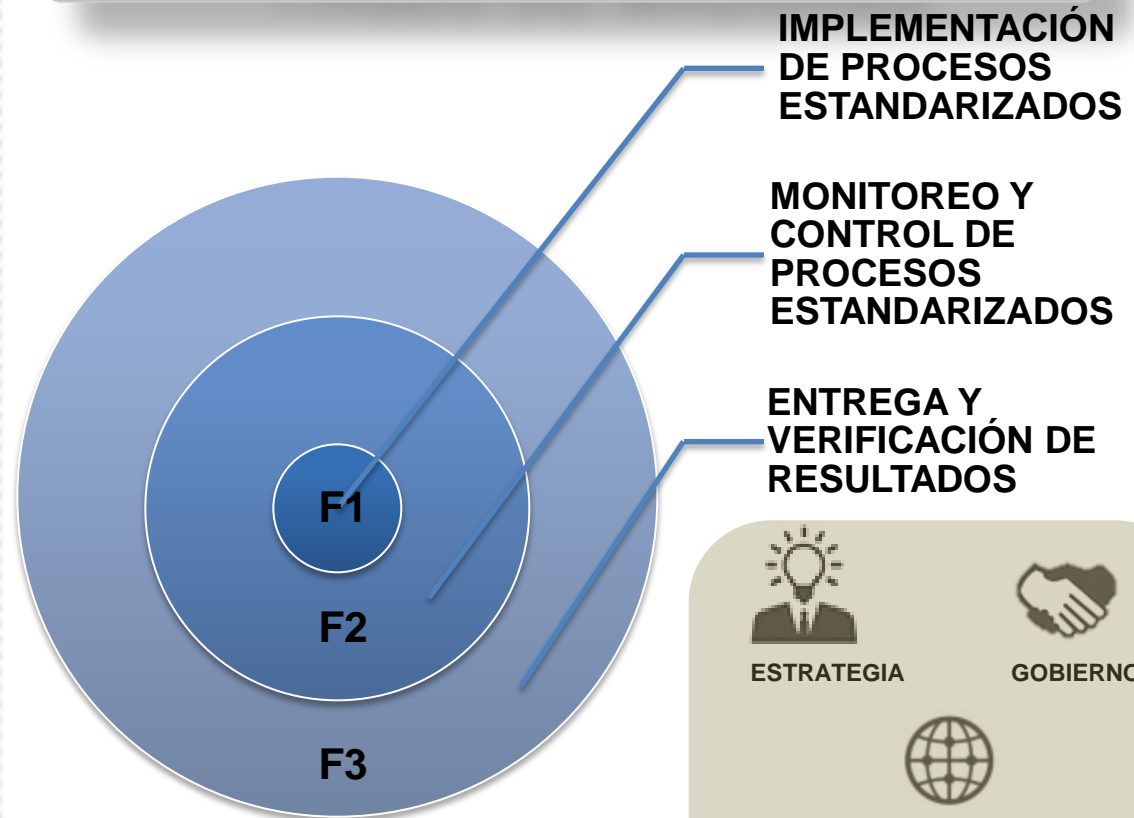 IMPLEMENTACIÓN
DE PROCESOS
ESTANDARIZADOS
MONITOREO Y
CONTROL DE
PROCESOS
ESTANDARIZADOS
ENTREGA Y
VERIFICACIÓN DE
RESULTADOS
F1
F2
F3
ESTRATEGIA
GOBIERNO